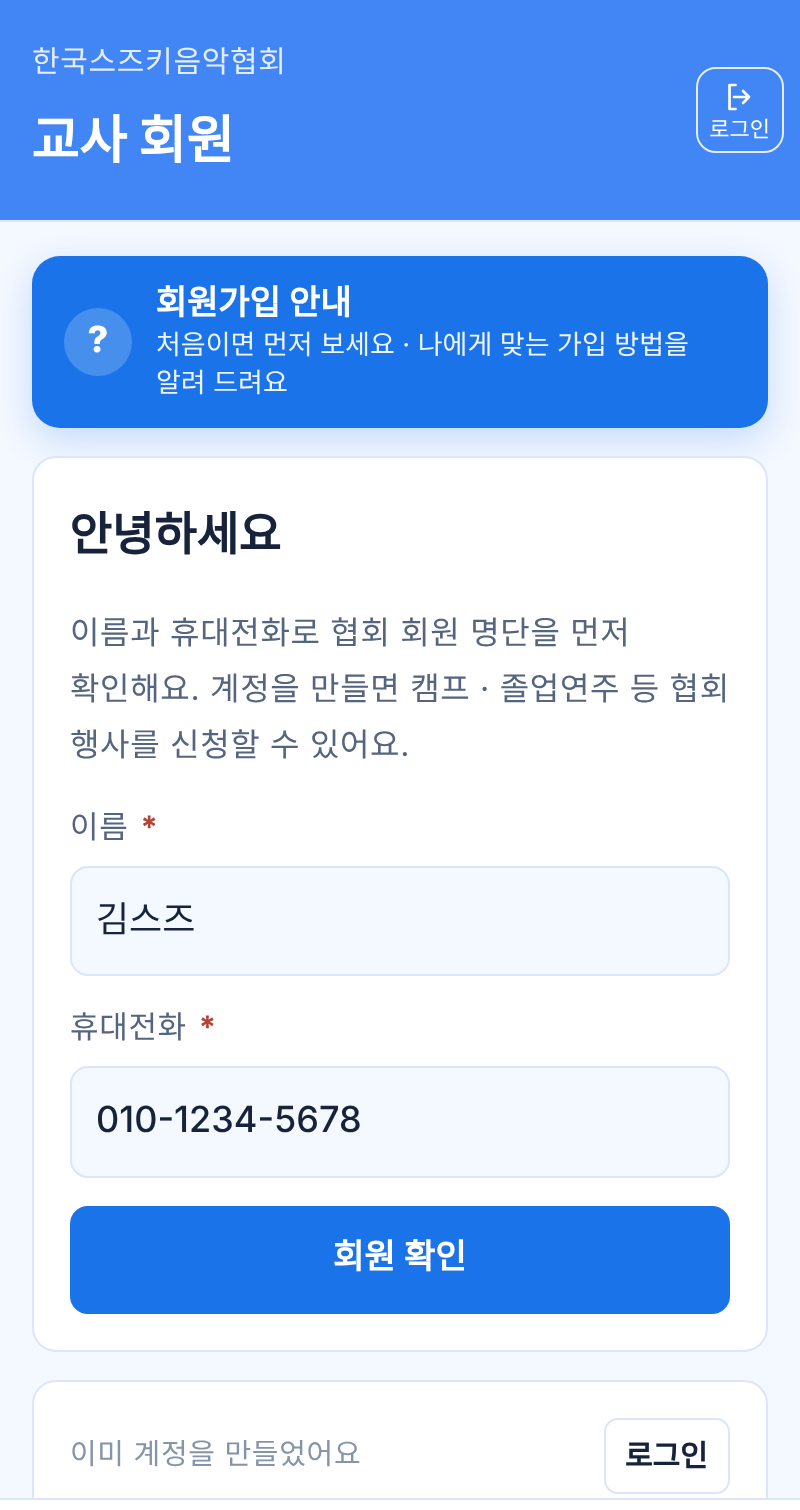 한국스즈키음악협회
교사 회원
로그인
?
회원가입 안내
처음이면 먼저 보세요 · 나에게 맞는 가입 방법을
알려 드려요
안녕하세요
이름과 휴대전화로 협회 회원 명단을 먼저
확인해요. 계정을 만들면 캠프 · 졸업연주 등 협회
행사를 신청할 수 있어요.
이름 *
김스즈
휴대전화 *
010-1234-5678
회원 확인
이미 계정을 만들었어요
로그인